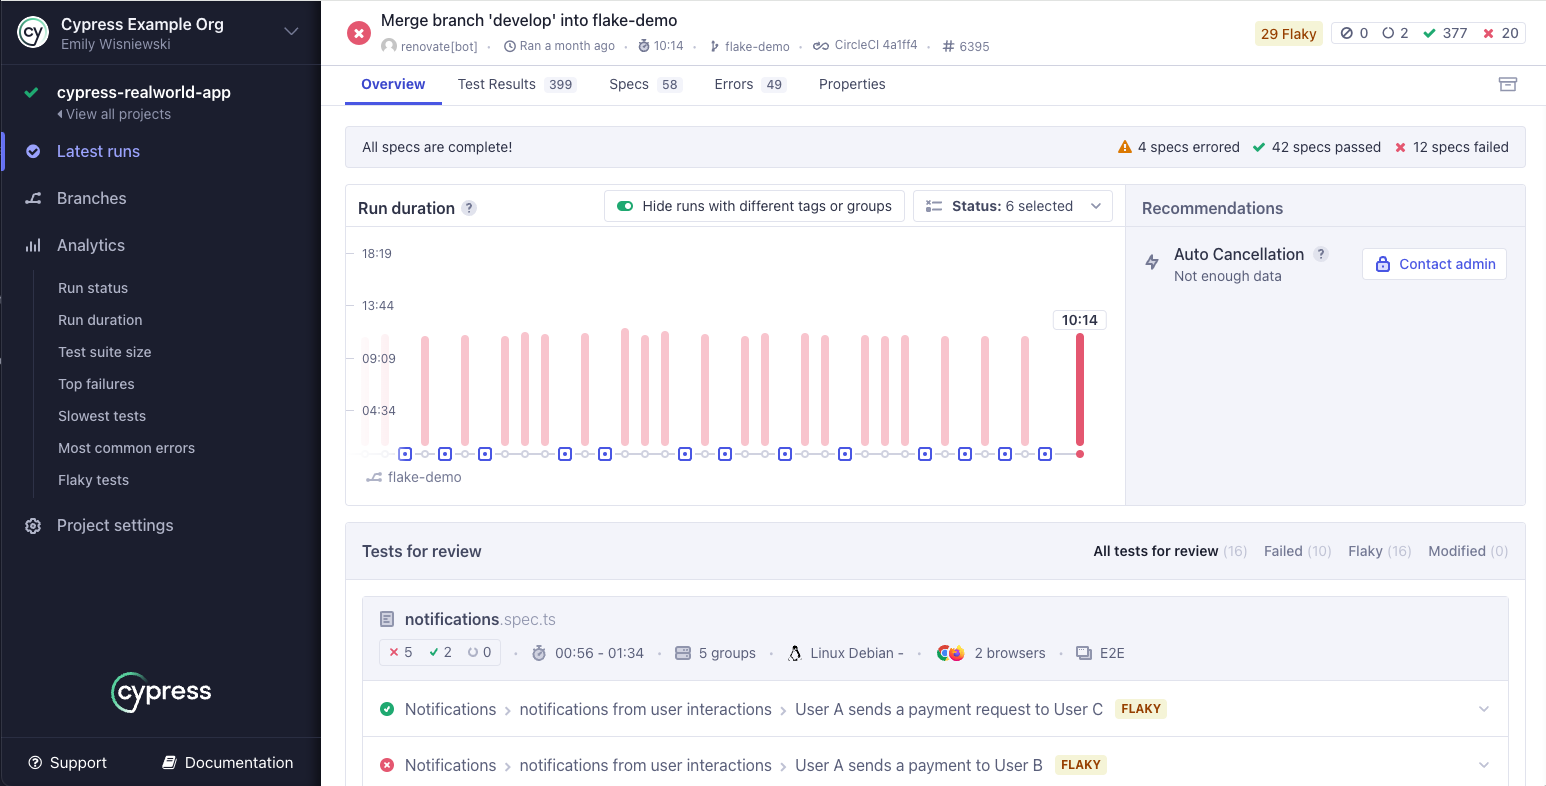 cy
Cypress Example Org
Emily Wisniewski
cypress-realworld-app
View all projects
Latest runs
Branches
Analytics
Run status
Run duration
Test suite size
Top failures
Slowest tests
Most common errors
Flaky tests
Project settings
cypress
Support
Documentation
Merge branch 'develop' into flake-demo
renovate[bot] · Ran a month ago · 10:14 · flake-demo · CircleCI 4a1ff4 · # 6395
29 Flaky
0 2 377 20
Overview
Test Results 399
Specs 58
Errors 49
Properties
All specs are complete!
4 specs errored
42 specs passed
12 specs failed
Run duration ?
Hide runs with different tags or groups
Status: 6 selected
18:19
13:44
09:09
04:34
10:14
flake-demo
Recommendations
Auto Cancellation ?
Not enough data
Contact admin
Tests for review
All tests for review (16)
Failed (10)
Flaky (16)
Modified (0)
notifications.spec.ts
5 2 0 · 00:56 - 01:34 · 5 groups · Linux Debian - · 2 browsers · E2E
Notifications › notifications from user interactions › User A sends a payment request to User C FLAKY
Notifications › notifications from user interactions › User A sends a payment to User B FLAKY